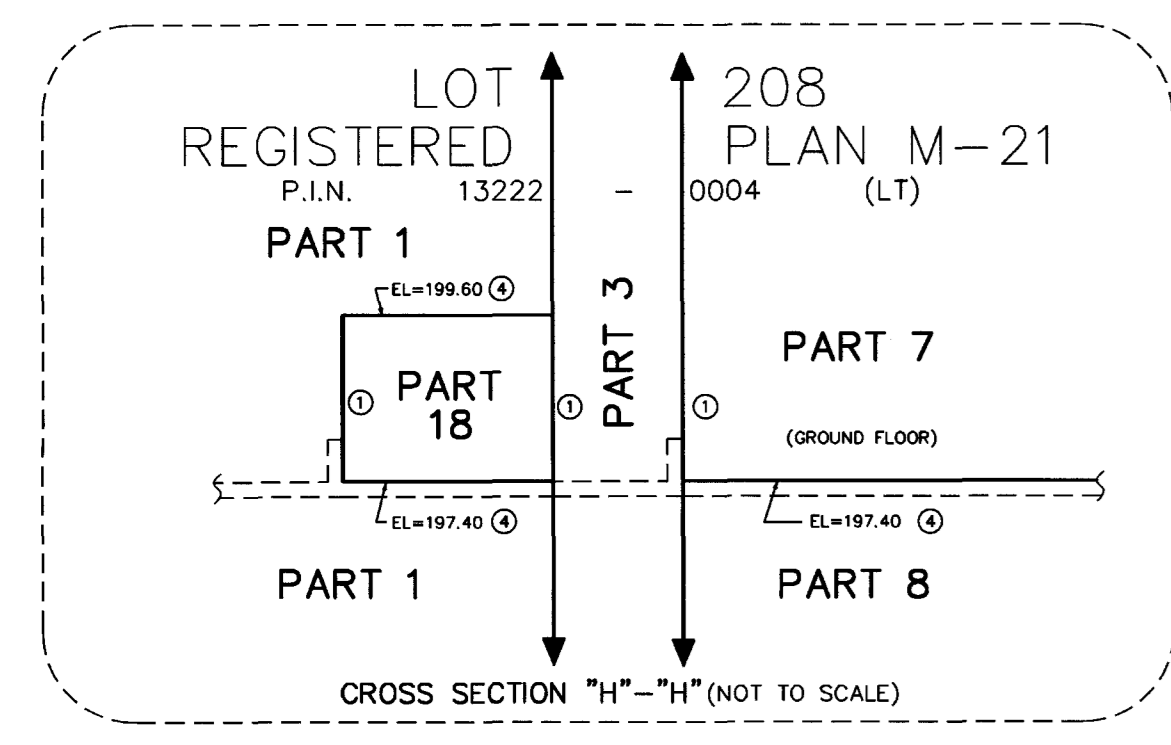 LOT 208
REGISTERED PLAN M-21
P.I.N. 13222 - 0004 (LT)
PART 1
EL=199.60 ④
PART 3
PART 7
PART
18
①
①
①
(GROUND FLOOR)
EL=197.40 ④
EL=197.40 ④
PART 1
PART 8
CROSS SECTION "H"-"H" (NOT TO SCALE)